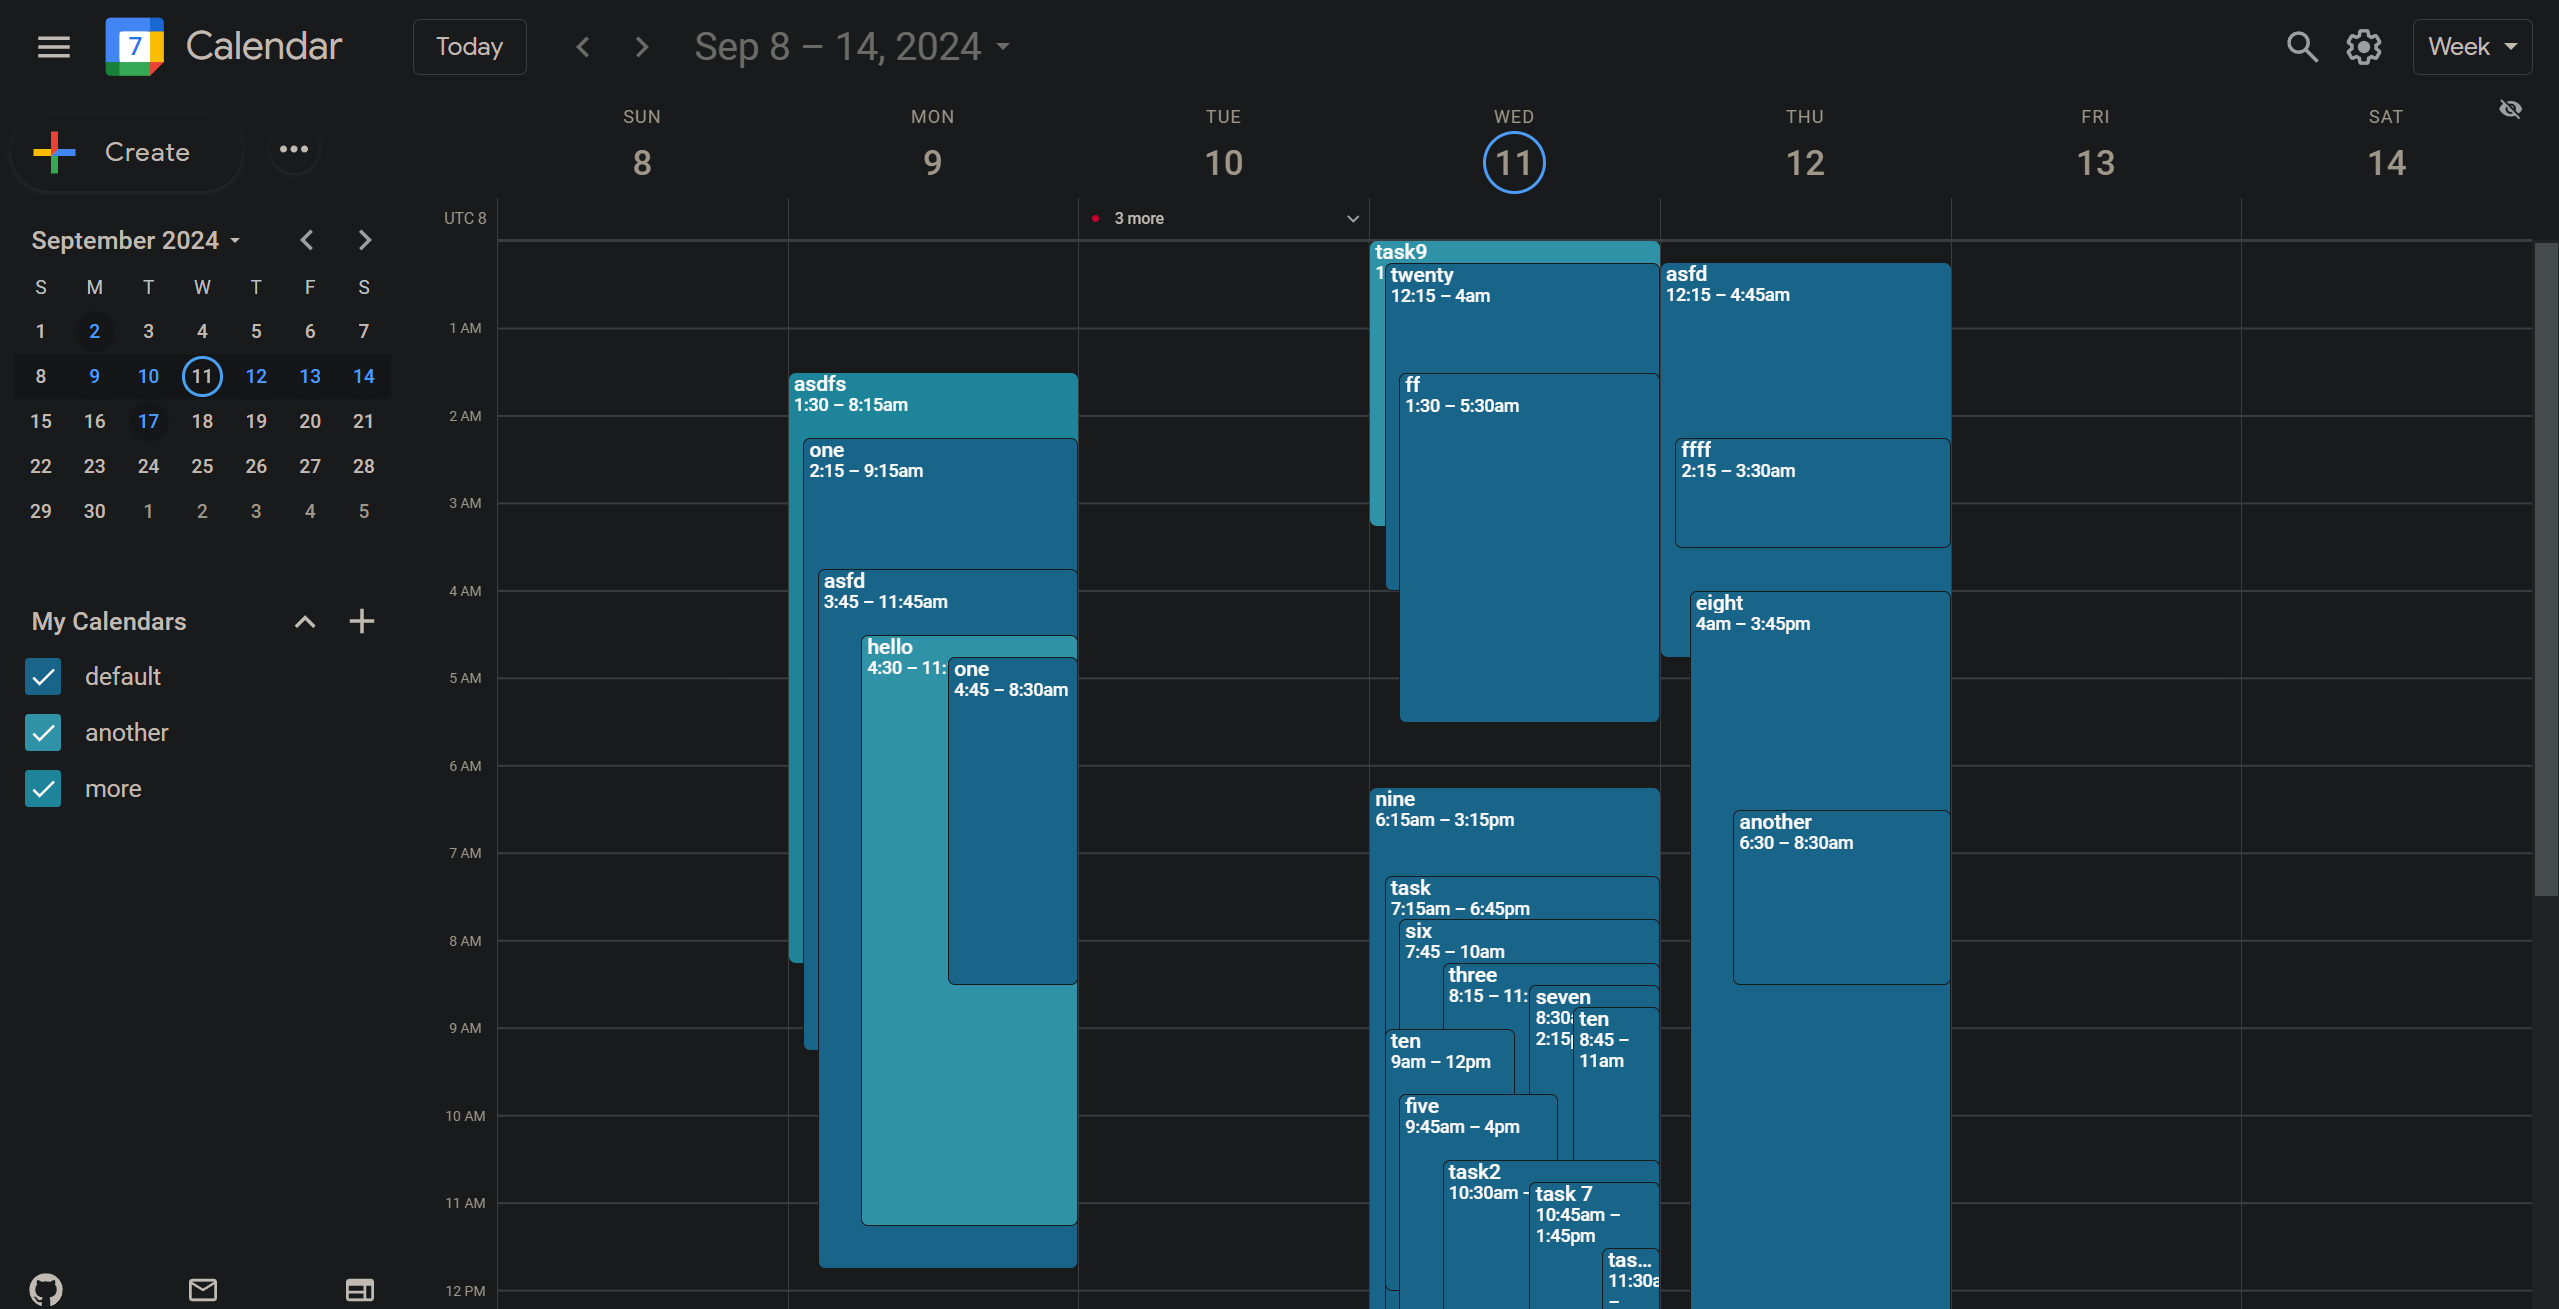 7 Calendar Today Sep 8 – 14, 2024 Week
SUN MON TUE WED THU FRI SAT
8 9 10 11 12 13 14
Create
UTC 8
3 more
September 2024
S M T W T F S
1 2 3 4 5 6 7
8 9 10 11 12 13 14
15 16 17 18 19 20 21
22 23 24 25 26 27 28
29 30 1 2 3 4 5
My Calendars
default
another
more
1 AM
2 AM
3 AM
4 AM
5 AM
6 AM
7 AM
8 AM
9 AM
10 AM
11 AM
12 PM
asdfs
1:30 – 8:15am
one
2:15 – 9:15am
asfd
3:45 – 11:45am
hello
4:30 – 11:
one
4:45 – 8:30am
task9
1
twenty
12:15 – 4am
ff
1:30 – 5:30am
nine
6:15am – 3:15pm
task
7:15am – 6:45pm
six
7:45 – 10am
three
8:15 – 11:
seven
8:30a
2:15p
ten
8:45 –
11am
ten
9am – 12pm
five
9:45am – 4pm
task2
10:30am -
task 7
10:45am –
1:45pm
tas...
11:30a
–
asfd
12:15 – 4:45am
ffff
2:15 – 3:30am
eight
4am – 3:45pm
another
6:30 – 8:30am